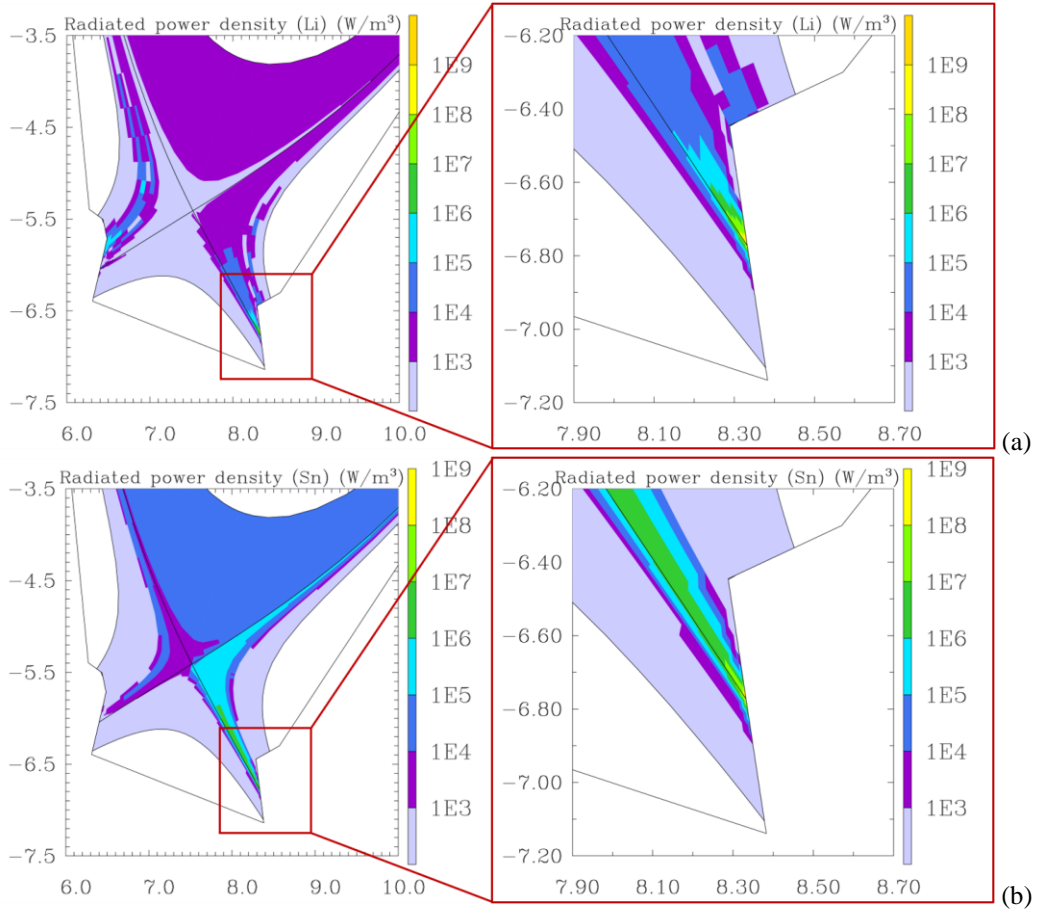 Radiated power density (Li) (W/m³)
-3.5
-4.5
-5.5
-6.5
-7.5
6.0 7.0 8.0 9.0 10.0
1E9
1E8
1E7
1E6
1E5
1E4
1E3
Radiated power density (Li) (W/m³)
-6.20
-6.40
-6.60
-6.80
-7.00
-7.20
7.90 8.10 8.30 8.50 8.70
1E9
1E8
1E7
1E6
1E5
1E4
1E3
(a)
Radiated power density (Sn) (W/m³)
-3.5
-4.5
-5.5
-6.5
-7.5
6.0 7.0 8.0 9.0 10.0
1E9
1E8
1E7
1E6
1E5
1E4
1E3
Radiated power density (Sn) (W/m³)
-6.20
-6.40
-6.60
-6.80
-7.00
-7.20
7.90 8.10 8.30 8.50 8.70
1E9
1E8
1E7
1E6
1E5
1E4
1E3
(b)